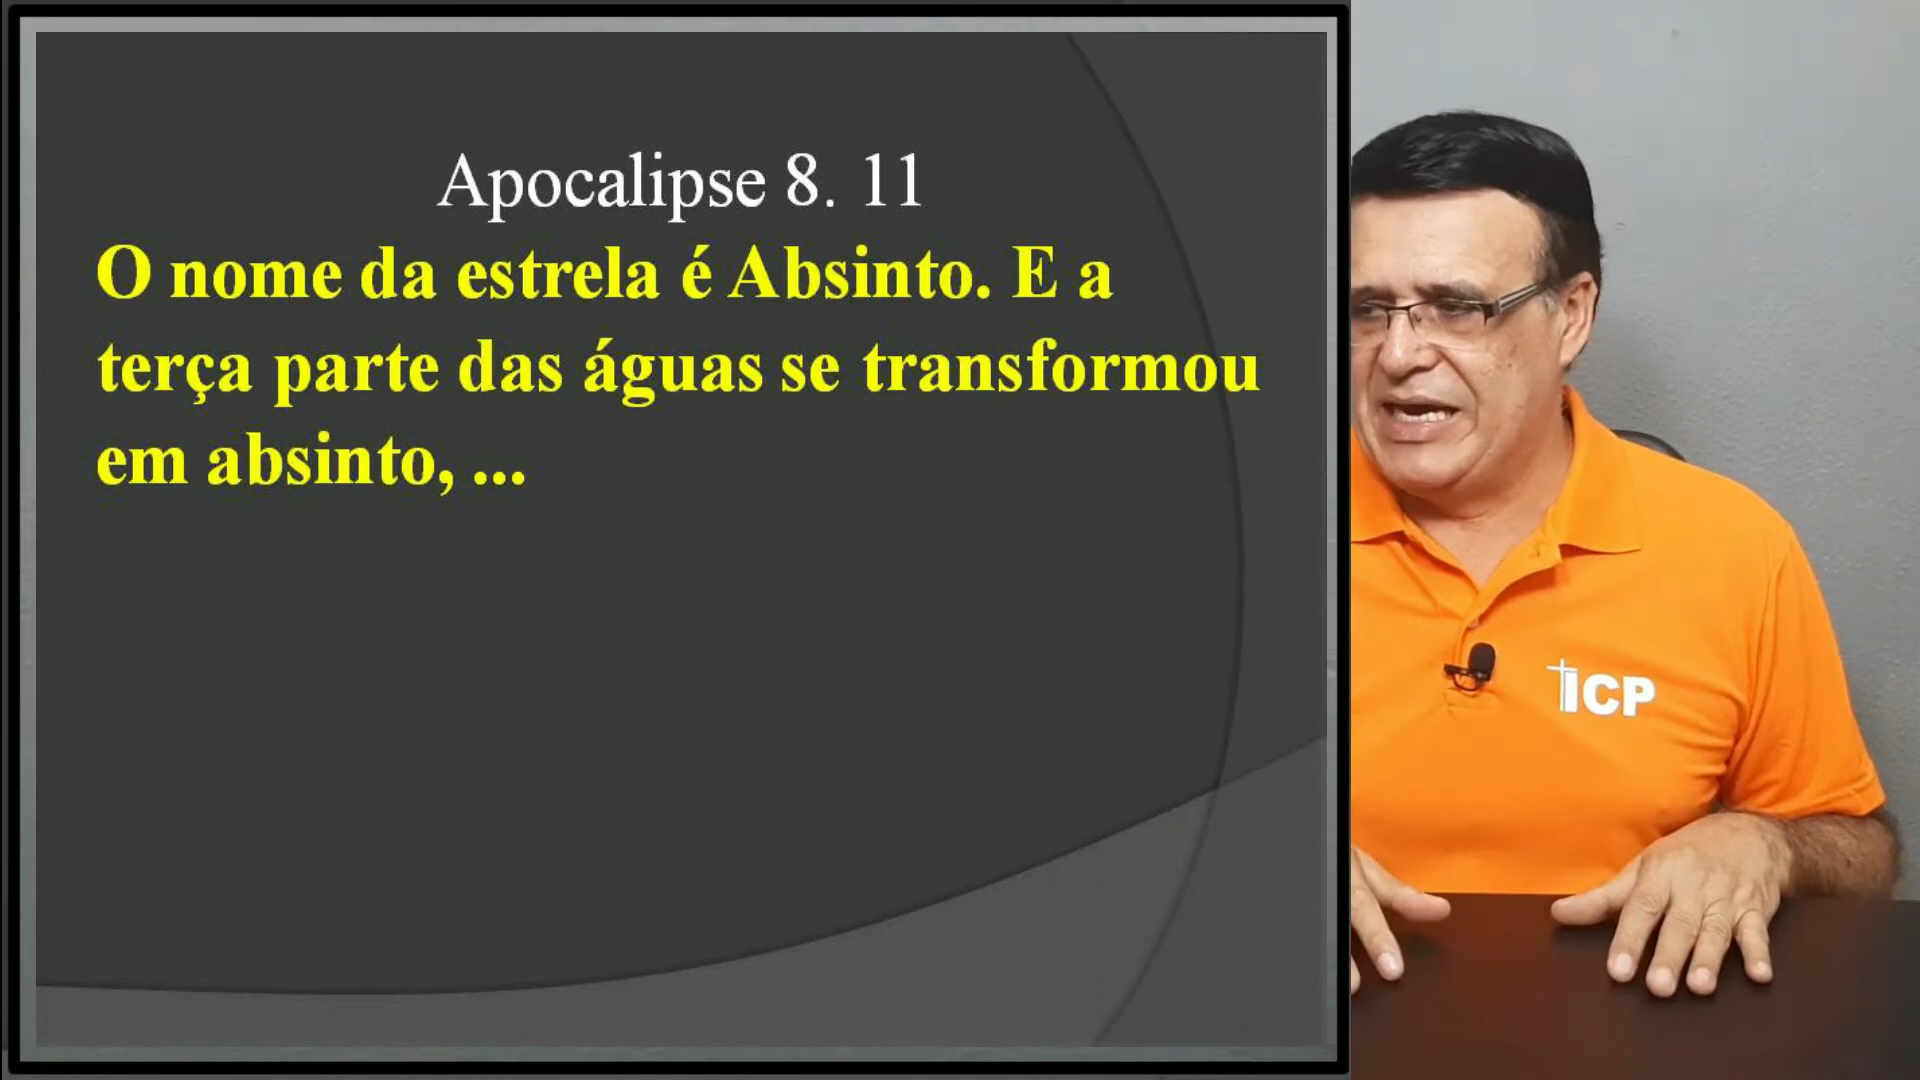 Apocalipse 8. 11
O nome da estrela é Absinto. E a
terça parte das águas se transformou
em absinto, ...
ICP